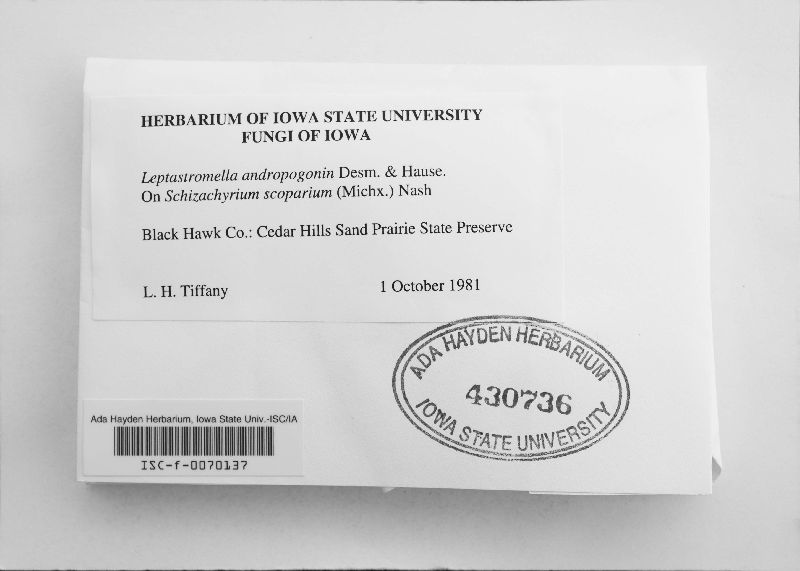 HERBARIUM OF IOWA STATE UNIVERSITY
FUNGI OF IOWA
Leptastromella andropogonin Desm. & Hause.
On Schizachyrium scoparium (Michx.) Nash
Black Hawk Co.: Cedar Hills Sand Prairie State Preserve
L. H. Tiffany 1 October 1981
ADA HAYDEN HERBARIUM
430736
IOWA STATE UNIVERSITY
Ada Hayden Herbarium, Iowa State Univ.-ISC/IA
ISC-f-0070137